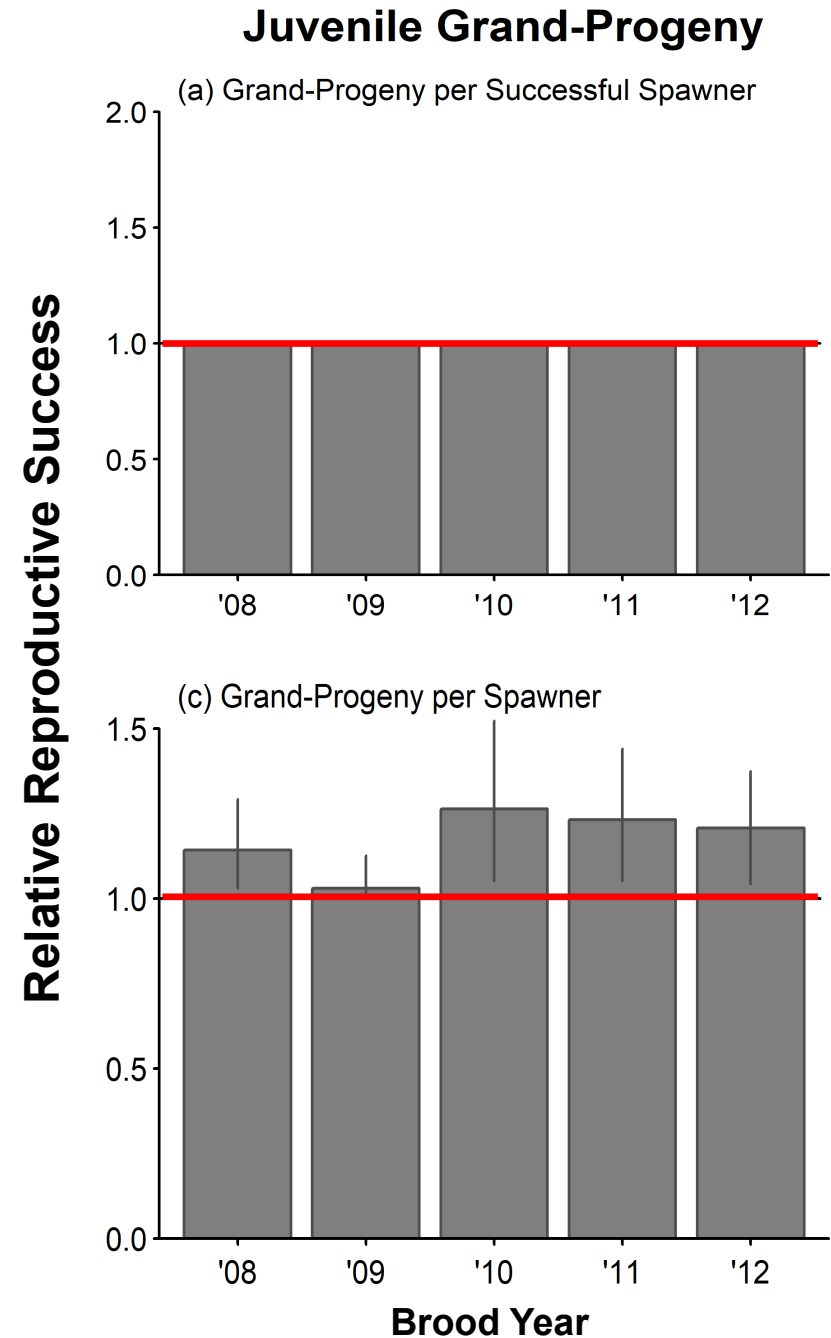 Juvenile Grand-Progeny
(a) Grand-Progeny per Successful Spawner
2.0
1.5
1.0
0.5
0.0
'08 '09 '10 '11 '12
Relative Reproductive Success
(c) Grand-Progeny per Spawner
1.5
1.0
0.5
0.0
'08 '09 '10 '11 '12
Brood Year